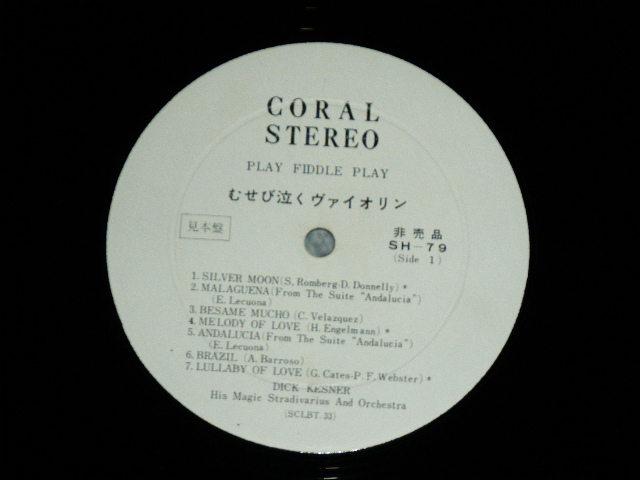 CORAL
STEREO
PLAY FIDDLE PLAY
むせび泣くヴァイオリン
見本盤
非売品
SH-79
(Side 1)
1. SILVER MOON (S. Romberg-D. Donnelly) *
2. MALAGUENA (From The Suite "Andalucia")
(E. Lecuona)
3. BESAME MUCHO (C. Velazquez)
4. MELODY OF LOVE (H. Engelmann) *
5. ANDALUCIA (From The Suite "Andalucia")
(E. Lecuona)
6. BRAZIL (A. Barroso)
7. LULLABY OF LOVE (G. Cates-P. F. Webster) *
DICK KESNER
His Magic Stradivarius And Orchestra
(SCLBT. 33)